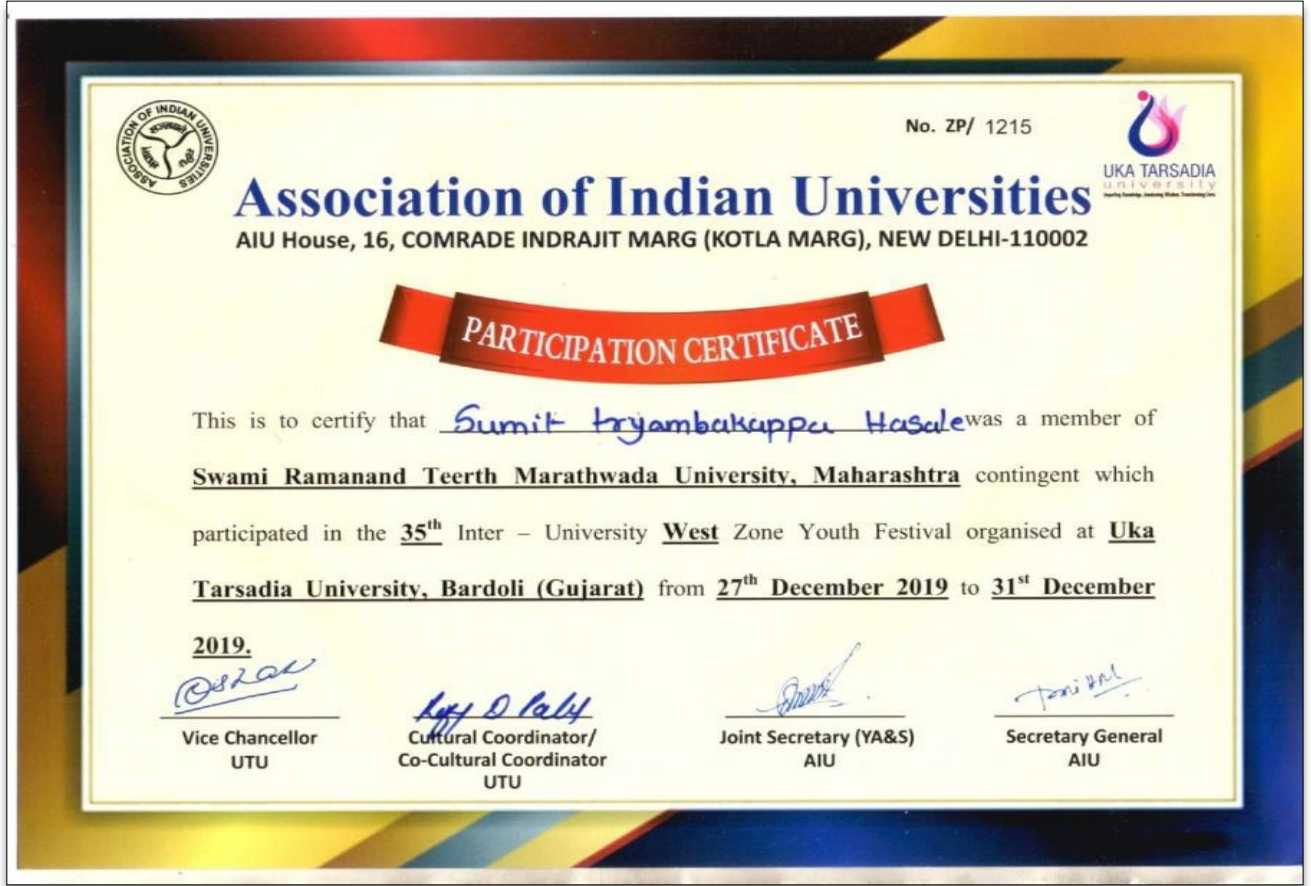 ASSOCIATION OF INDIAN UNIVERSITIES
No. ZP/ 1215
UKA TARSADIA
university
Association of Indian Universities
AIU House, 16, COMRADE INDRAJIT MARG (KOTLA MARG), NEW DELHI-110002
PARTICIPATION CERTIFICATE
This is to certify that Sumit tryambakappa Hasale was a member of
Swami Ramanand Teerth Marathwada University, Maharashtra contingent which
participated in the 35th Inter – University West Zone Youth Festival organised at Uka
Tarsadia University, Bardoli (Gujarat) from 27th December 2019 to 31st December
2019.
Vice Chancellor
UTU
Cultural Coordinator/
Co-Cultural Coordinator
UTU
Joint Secretary (YA&S)
AIU
Secretary General
AIU